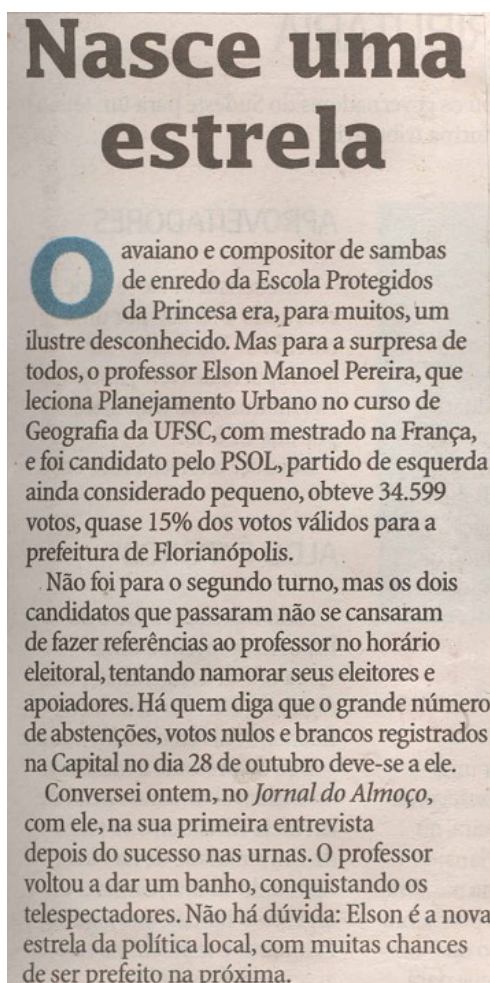 Nasce uma
estrela
O avaiano e compositor de sambas
de enredo da Escola Protegidos
da Princesa era, para muitos, um
ilustre desconhecido. Mas para a surpresa de
todos, o professor Elson Manoel Pereira, que
leciona Planejamento Urbano no curso de
Geografia da UFSC, com mestrado na França,
e foi candidato pelo PSOL, partido de esquerda
ainda considerado pequeno, obteve 34.599
votos, quase 15% dos votos válidos para a
prefeitura de Florianópolis.
Não foi para o segundo turno, mas os dois
candidatos que passaram não se cansaram
de fazer referências ao professor no horário
eleitoral, tentando namorar seus eleitores e
apoiadores. Há quem diga que o grande número
de abstenções, votos nulos e brancos registrados
na Capital no dia 28 de outubro deve-se a ele.
Conversei ontem, no Jornal do Almoço,
com ele, na sua primeira entrevista
depois do sucesso nas urnas. O professor
voltou a dar um banho, conquistando os
telespectadores. Não há dúvida: Elson é a nova
estrela da política local, com muitas chances
de ser prefeito na próxima.